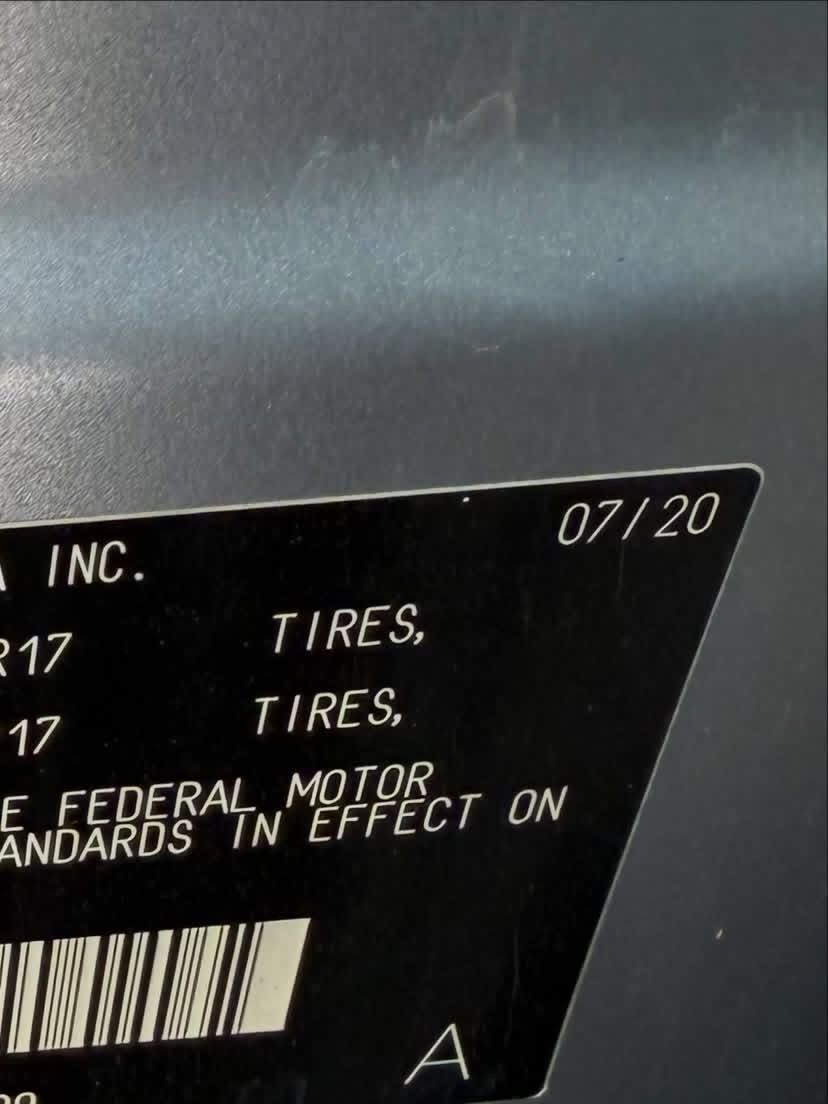 07/20
A INC.
R17 TIRES,
17 TIRES,
E FEDERAL MOTOR
ANDARDS IN EFFECT ON
A